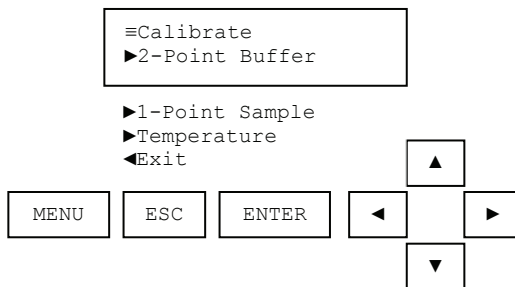 ≡Calibrate
►2-Point Buffer
►1-Point Sample
►Temperature
◄Exit
▲
MENU ESC ENTER ◄ ►
▼